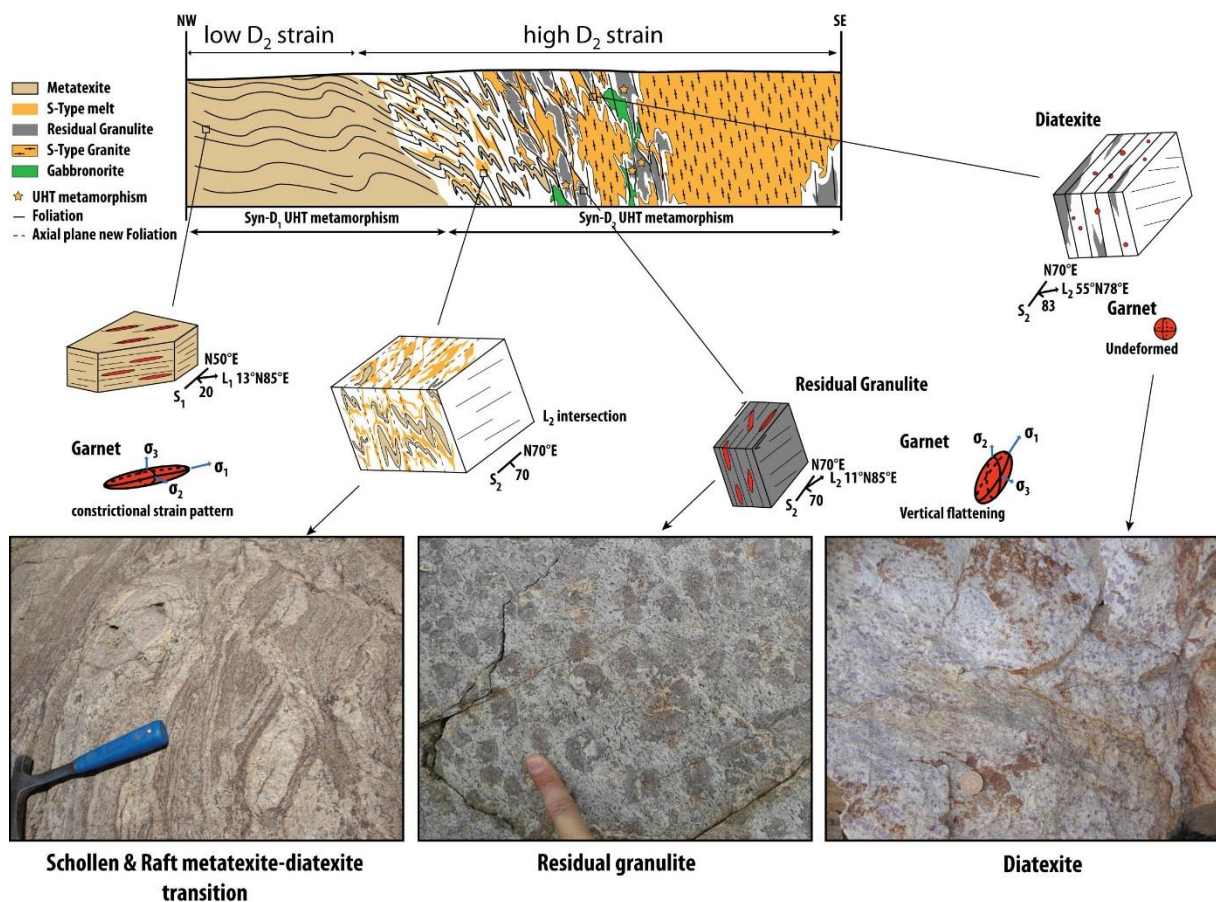 NW
SE
low D₂ strain
high D₂ strain
Metatexite
S-Type melt
Residual Granulite
S-Type Granite
Gabbronorite
UHT metamorphism
Foliation
Axial plane new Foliation
Syn-D₁ UHT metamorphism
Syn-D₂ UHT metamorphism
Diatexite
N70°E
L₂ 55°N78°E
S₂
83
Garnet
Undeformed
N50°E
L₁ 13°N85°E
S₁
20
Garnet
σ₃
σ₁
σ₂
constrictional strain pattern
L₂ intersection
N70°E
S₂
70
Residual Granulite
N70°E
L₂ 11°N85°E
S₂
70
Garnet
σ₂
σ₁
σ₃
Vertical flattening
Schollen & Raft metatexite-diatexite
transition
Residual granulite
Diatexite